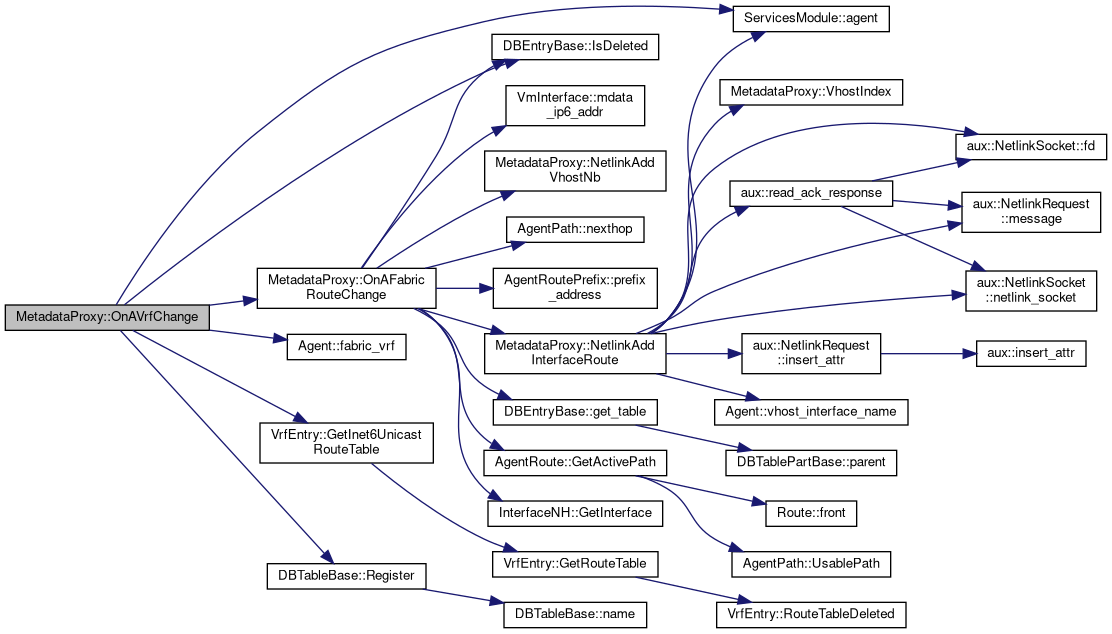 MetadataProxy::OnAVrfChange
MetadataProxy::OnAFabric
RouteChange
Agent::fabric_vrf
VrfEntry::GetInet6Unicast
RouteTable
DBTableBase::Register
DBEntryBase::IsDeleted
VmInterface::mdata
_ip6_addr
MetadataProxy::NetlinkAdd
VhostNb
AgentPath::nexthop
AgentRoutePrefix::prefix
_address
MetadataProxy::NetlinkAdd
InterfaceRoute
DBEntryBase::get_table
AgentRoute::GetActivePath
InterfaceNH::GetInterface
VrfEntry::GetRouteTable
DBTableBase::name
ServicesModule::agent
MetadataProxy::VhostIndex
aux::read_ack_response
aux::NetlinkRequest
::insert_attr
Agent::vhost_interface_name
DBTablePartBase::parent
Route::front
AgentPath::UsablePath
VrfEntry::RouteTableDeleted
aux::NetlinkSocket::fd
aux::NetlinkRequest
::message
aux::NetlinkSocket
::netlink_socket
aux::insert_attr